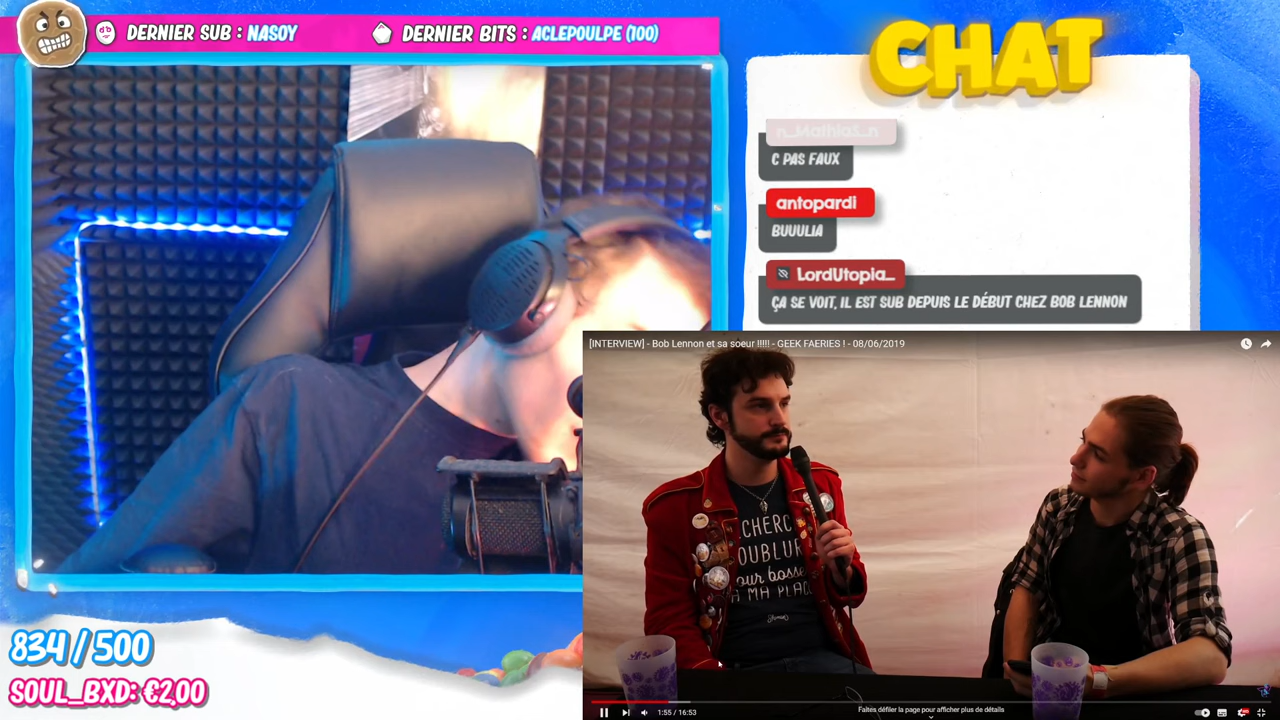 DERNIER SUB : NASOY
DERNIER BITS : ACLEPOULPE (100)
CHAT
n_Mathias_n
C PAS FAUX
antopardi
BUUULIA
LordUtopia_
ÇA SE VOIT, IL EST SUB DEPUIS LE DÉBUT CHEZ BOB LENNON
[INTERVIEW] - Bob Lennon et sa soeur !!!!! - GEEK FAERIES ! - 08/06/2019
CHERC
OUBLUR
our bosse
A MA PLAC
834 / 500
SOUL_BXD: €2,00
1:55 / 16:53
Faites défiler la page pour afficher plus de détails